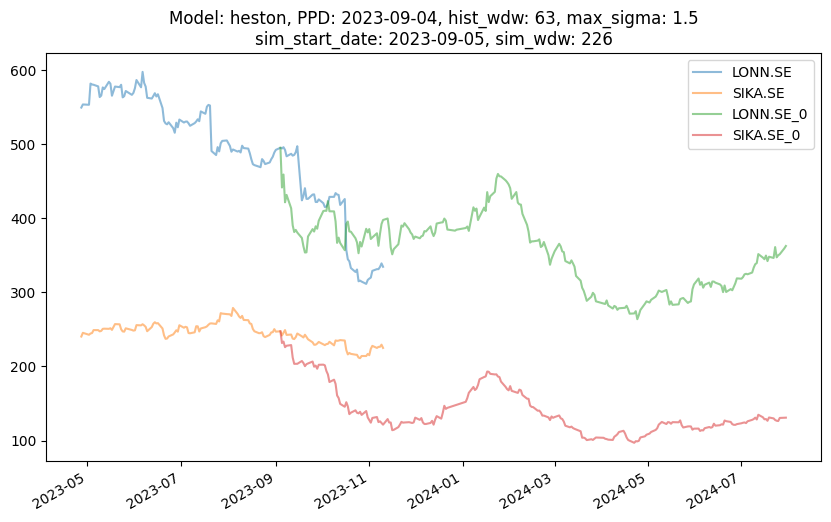 Model: heston, PPD: 2023-09-04, hist_wdw: 63, max_sigma: 1.5
sim_start_date: 2023-09-05, sim_wdw: 226
LONN.SE
SIKA.SE
LONN.SE_0
SIKA.SE_0
600
500
400
300
200
100
2023-05
2023-07
2023-09
2023-11
2024-01
2024-03
2024-05
2024-07